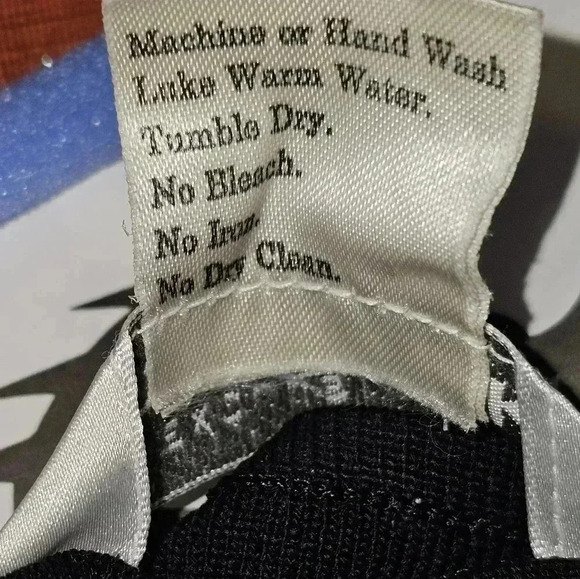 Machine or Hand Wash
Luke Warm Water.
Tumble Dry.
No Bleach.
No Iron.
No Dry Clean.